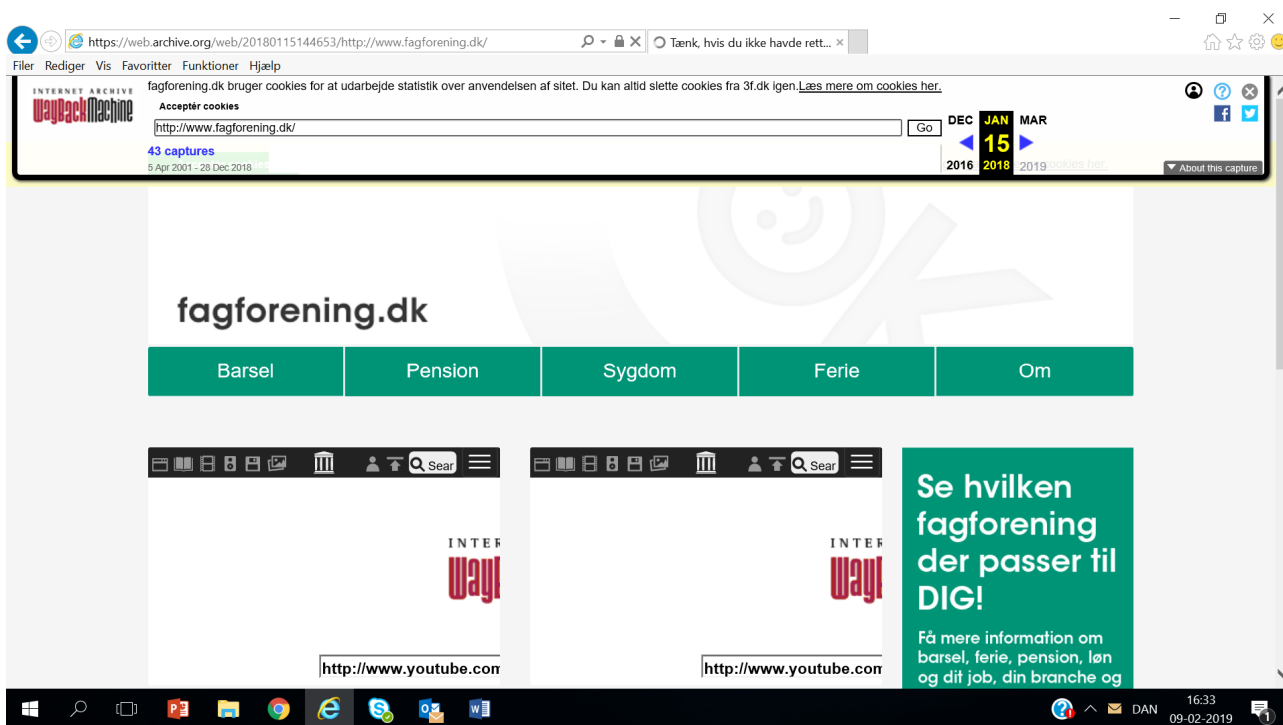 https://web.archive.org/web/20180115144653/http://www.fagforening.dk/
Tænk, hvis du ikke havde rett...
Filer Rediger Vis Favoritter Funktioner Hjælp
INTERNET ARCHIVE
WayBackMachine
fagforening.dk bruger cookies for at udarbejde statistik over anvendelsen af sitet. Du kan altid slette cookies fra 3f.dk igen.Læs mere om cookies her.
Acceptér cookies
http://www.fagforening.dk/ Go
DEC JAN MAR
43 captures
15
5 Apr 2001 - 28 Dec 2018
2016 2018 2019
cookies her.
About this capture
fagforening.dk
Barsel Pension Sygdom Ferie Om
Sear Sear
INTER INTER
WayB WayB
http://www.youtube.com http://www.youtube.com
Se hvilken
fagforening
der passer til
DIG!
Få mere information om
barsel, ferie, pension, løn
og dit job, din branche og
DAN
16:33
09-02-2019